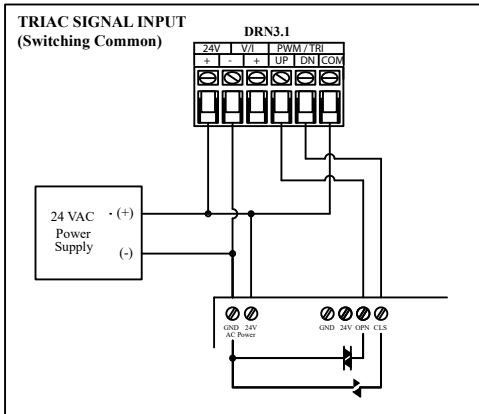 TRIAC SIGNAL INPUT
(Switching Common)
DRN3.1
24V V/I PWM / TRI
+ - + UP DN COM
24 VAC · (+)
Power
Supply (-)
GND 24V GND 24V OPN CLS
AC Power